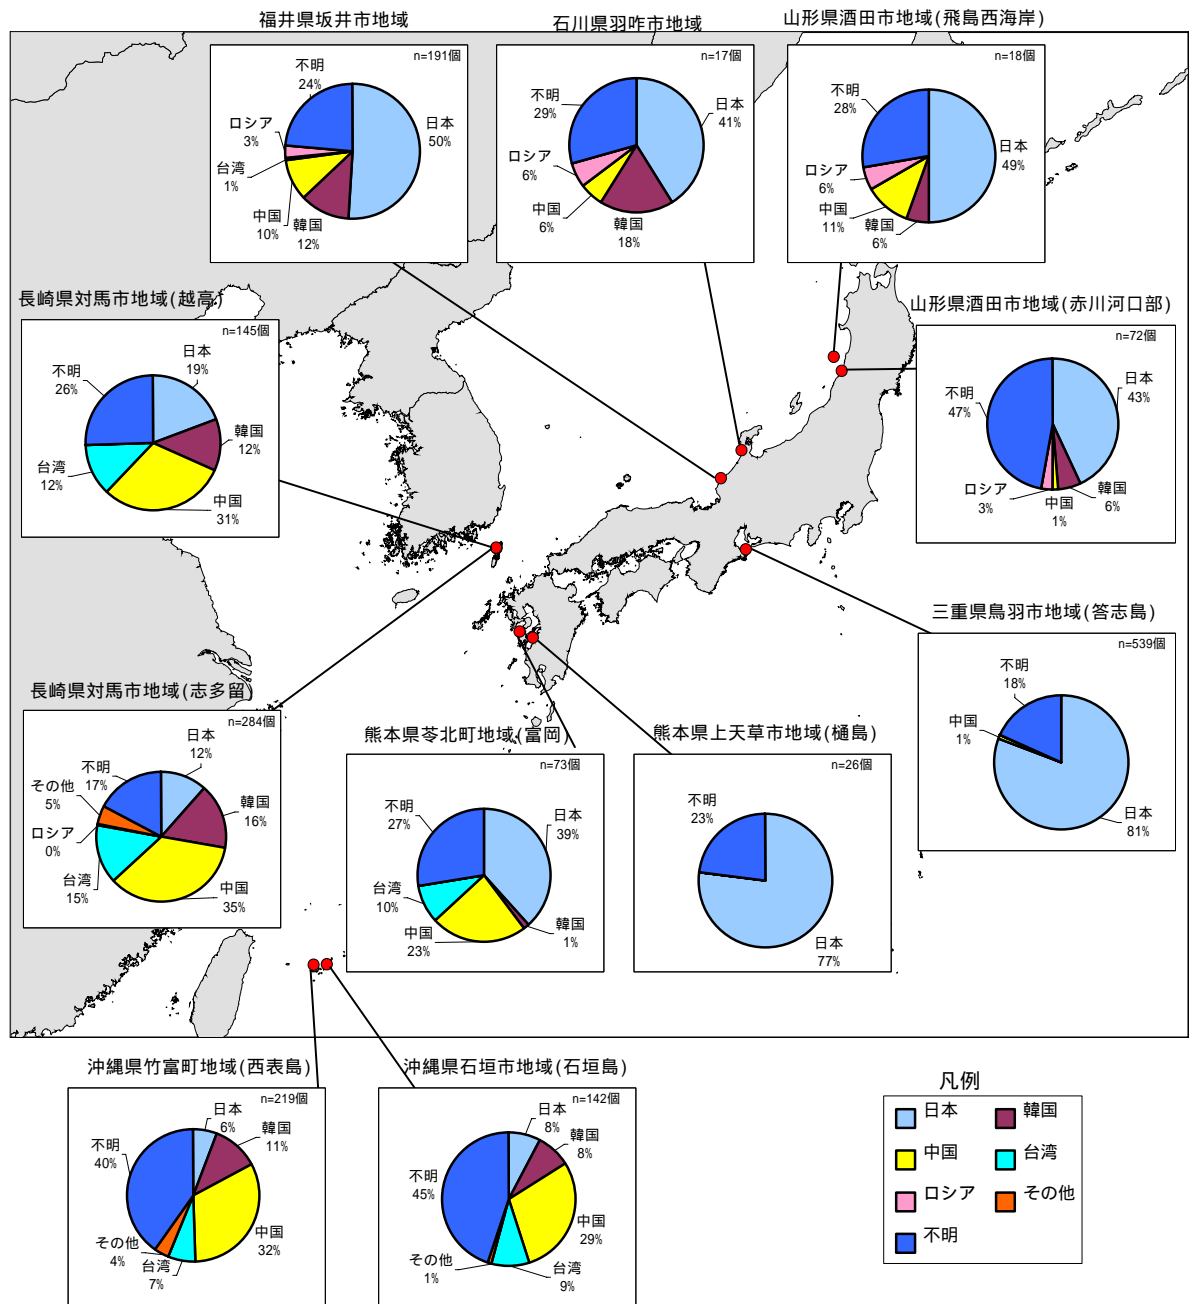 福井県坂井市地域
n=191個
不明
24%
ロシア
3%
台湾
1%
中国
10%
韓国
12%
日本
50%
石川県羽咋市地域
n=17個
不明
29%
ロシア
6%
中国
6%
韓国
18%
日本
41%
山形県酒田市地域(飛島西海岸)
n=18個
不明
28%
ロシア
6%
中国
11%
韓国
6%
日本
49%
長崎県対馬市地域(越高)
n=145個
不明
26%
日本
19%
韓国
12%
台湾
12%
中国
31%
山形県酒田市地域(赤川河口部)
n=72個
不明
47%
日本
43%
ロシア
3%
中国
1%
韓国
6%
三重県鳥羽市地域(答志島)
n=539個
不明
18%
中国
1%
日本
81%
長崎県対馬市地域(志多留)
n=284個
日本
12%
不明
17%
その他
5%
ロシア
0%
台湾
15%
韓国
16%
中国
35%
熊本県苓北町地域(富岡)
n=73個
不明
27%
日本
39%
台湾
10%
中国
23%
韓国
1%
熊本県上天草市地域(樋島)
n=26個
不明
23%
日本
77%
沖縄県竹富町地域(西表島)
n=219個
日本
6%
韓国
11%
不明
40%
その他
4%
台湾
7%
中国
32%
沖縄県石垣市地域(石垣島)
n=142個
日本
8%
韓国
8%
不明
45%
中国
29%
その他
1%
台湾
9%
凡例
日本 韓国
中国 台湾
ロシア その他
不明